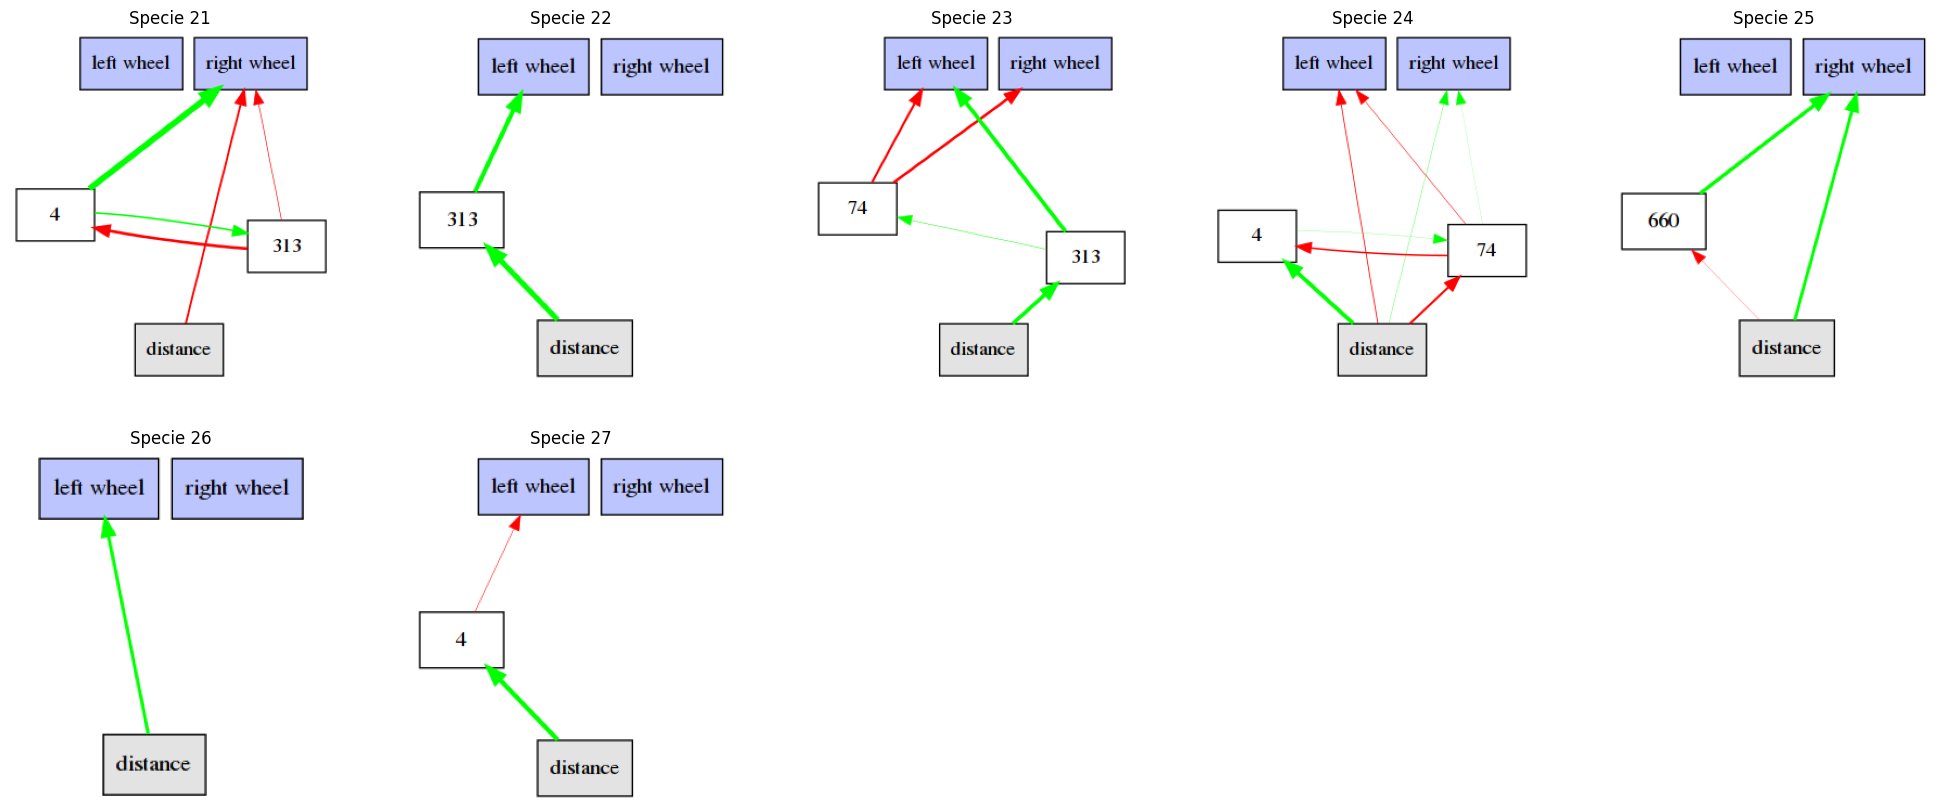 Specie 21
left wheel
right wheel
4
313
distance
Specie 22
left wheel
right wheel
313
distance
Specie 23
left wheel
right wheel
74
313
distance
Specie 24
left wheel
right wheel
4
74
distance
Specie 25
left wheel
right wheel
660
distance
Specie 26
left wheel
right wheel
distance
Specie 27
left wheel
right wheel
4
distance